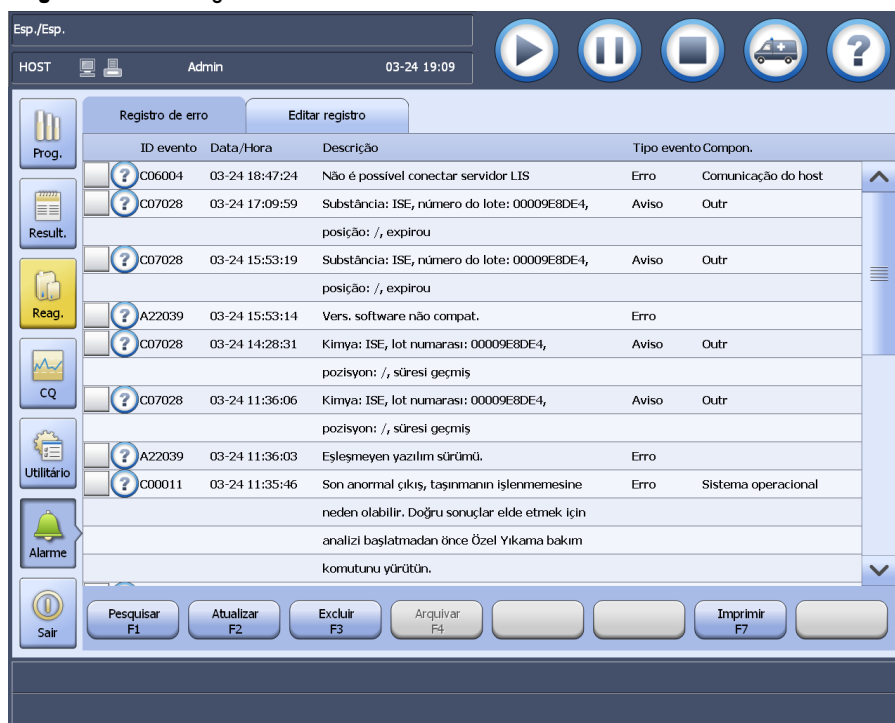 Esp./Esp.
HOST Admin 03-24 19:09
Registro de erro Editar registro
ID evento Data/Hora Descrição Tipo evento Compon.
C06004 03-24 18:47:24 Não é possível conectar servidor LIS Erro Comunicação do host
C07028 03-24 17:09:59 Substância: ISE, número do lote: 00009E8DE4, Aviso Outr
posição: /, expirou
C07028 03-24 15:53:19 Substância: ISE, número do lote: 00009E8DE4, Aviso Outr
posição: /, expirou
A22039 03-24 15:53:14 Vers. software não compat. Erro
C07028 03-24 14:28:31 Kimya: ISE, lot numarası: 00009E8DE4, Aviso Outr
pozisyon: /, süresi geçmiş
C07028 03-24 11:36:06 Kimya: ISE, lot numarası: 00009E8DE4, Aviso Outr
pozisyon: /, süresi geçmiş
A22039 03-24 11:36:03 Eşleşmeyen yazılım sürümü. Erro
C00011 03-24 11:35:46 Son anormal çıkış, taşınmanın işlenmemesine Erro Sistema operacional
neden olabilir. Doğru sonuçlar elde etmek için
analizi başlatmadan önce Özel Yıkama bakım
komutunu yürütün.
Prog.
Result.
Reag.
CQ
Utilitário
Alarme
Sair
Pesquisar
F1
Atualizar
F2
Excluir
F3
Arquivar
F4
Imprimir
F7